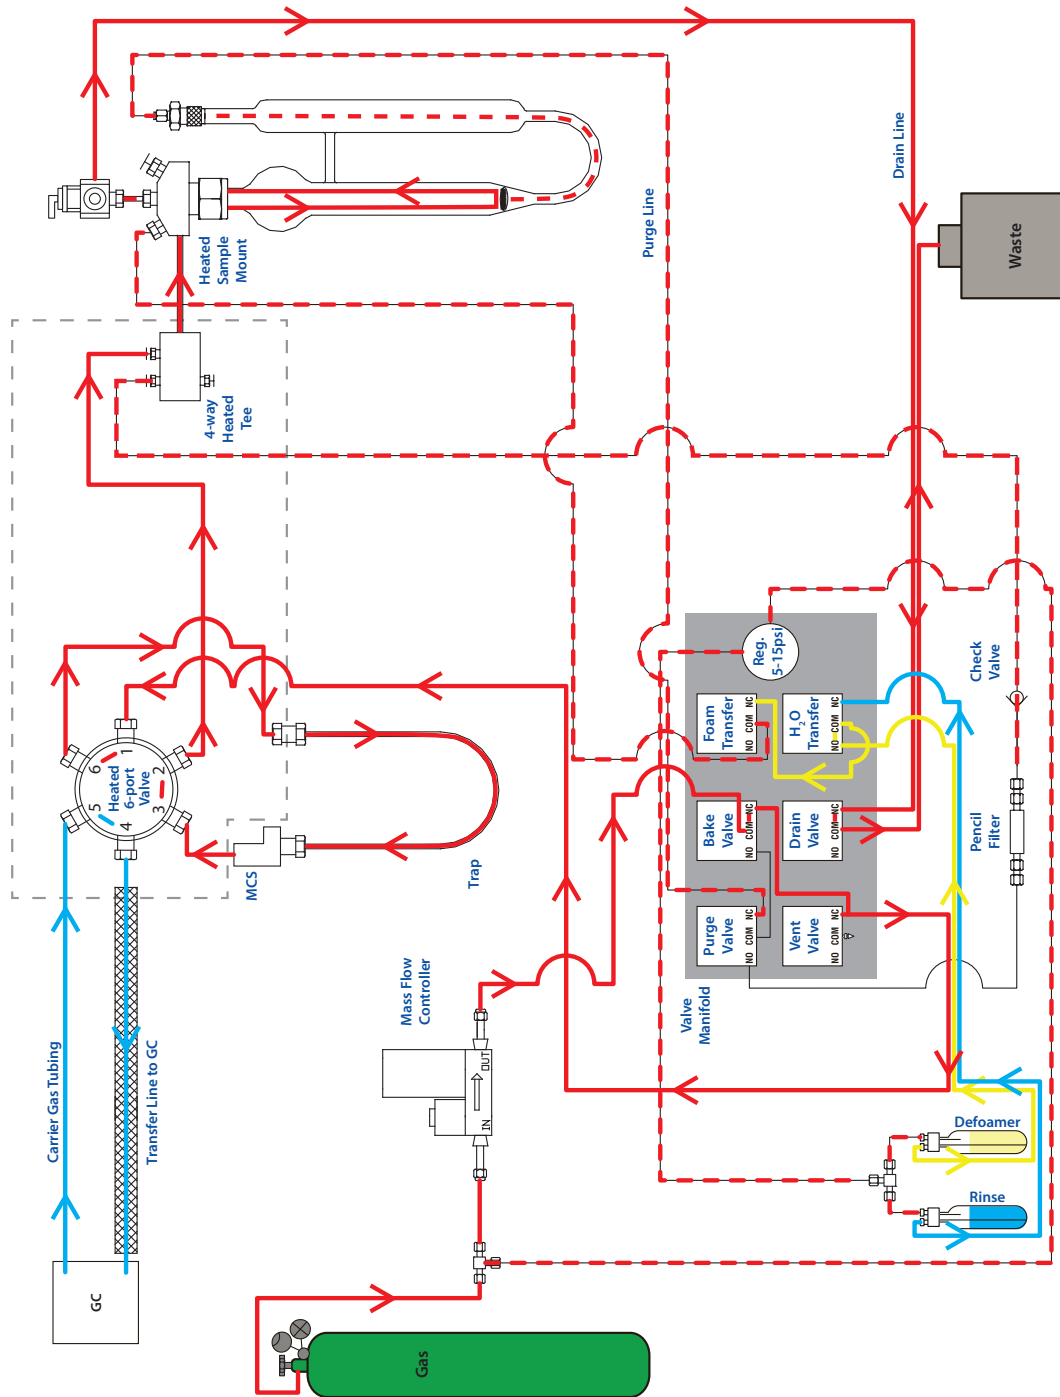 GC
Carrier Gas Tubing
Transfer Line to GC
Heated
6-port
Valve
1
2
3
4
5
6
MCS
Trap
4-way
Heated
Tee
Heated
Sample
Mount
Purge Line
Drain Line
Waste
Gas
Mass Flow
Controller
IN
OUT
Valve
Manifold
Purge
Valve
NO COM NC
Bake
Valve
NO COM NC
Foam
Transfer
NO COM NC
Vent
Valve
NO COM NC
Drain
Valve
NO COM NC
H2O
Transfer
NO COM NC
Reg.
5-15psi
Check
Valve
Pencil
Filter
Defoamer
Rinse